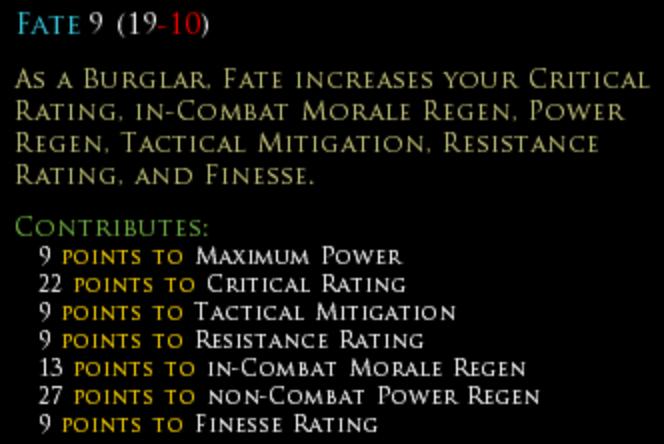 Fate 9 (19-10)
As a Burglar, Fate increases your Critical
Rating, in-Combat Morale Regen, Power
Regen, Tactical Mitigation, Resistance
Rating, and Finesse.
Contributes:
9 points to Maximum Power
22 points to Critical Rating
9 points to Tactical Mitigation
9 points to Resistance Rating
13 points to in-Combat Morale Regen
27 points to non-Combat Power Regen
9 points to Finesse Rating